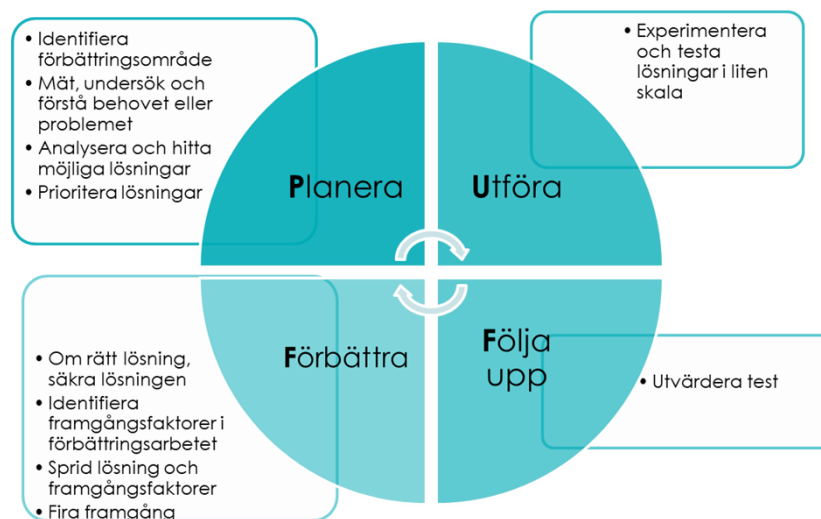 • Identifiera
förbättringsområde
• Mät, undersök och
förstå behovet eller
problemet
• Analysera och hitta
möjliga lösningar
• Prioritera lösningar
Planera
Utföra
• Experimentera
och testa
lösningar i liten
skala
Förbättra
Följa
upp
• Om rätt lösning,
säkra lösningen
• Identifiera
framgångsfaktorer i
förbättringsarbetet
• Sprid lösning och
framgångsfaktorer
• Fira framgång
• Utvärdera test